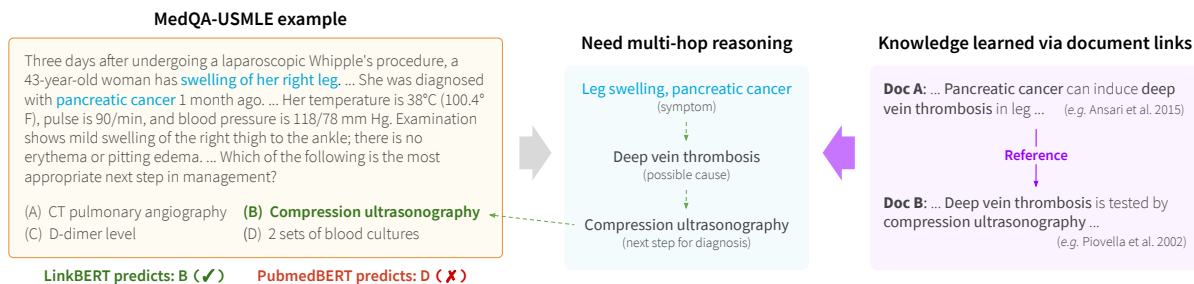 MedQA-USMLE example
Three days after undergoing a laparoscopic Whipple's procedure, a
43-year-old woman has swelling of her right leg. ... She was diagnosed
with pancreatic cancer 1 month ago. ... Her temperature is 38°C (100.4°
F), pulse is 90/min, and blood pressure is 118/78 mm Hg. Examination
shows mild swelling of the right thigh to the ankle; there is no
erythema or pitting edema. ... Which of the following is the most
appropriate next step in management?
(A) CT pulmonary angiography (B) Compression ultrasonography
(C) D-dimer level (D) 2 sets of blood cultures
LinkBERT predicts: B (✓) PubmedBERT predicts: D (✗)
Need multi-hop reasoning
Leg swelling, pancreatic cancer
(symptom)
Deep vein thrombosis
(possible cause)
Compression ultrasonography
(next step for diagnosis)
Knowledge learned via document links
Doc A: ... Pancreatic cancer can induce deep
vein thrombosis in leg ... (e.g. Ansari et al. 2015)
Reference
Doc B: ... Deep vein thrombosis is tested by
compression ultrasonography ...
(e.g. Piovella et al. 2002)